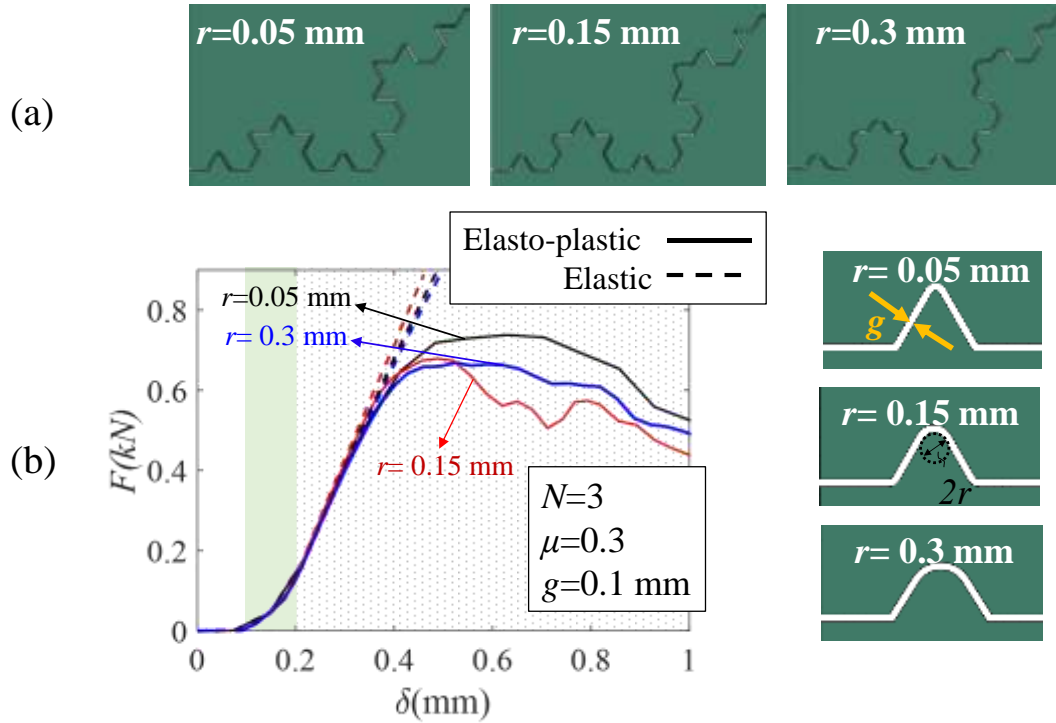 (a)
r=0.05 mm
r=0.15 mm
r=0.3 mm
(b)
Elasto-plastic
Elastic
F(kN)
0.8
0.6
0.4
0.2
0
0
0.2
0.4
0.6
0.8
1
δ(mm)
r=0.05 mm
r= 0.3 mm
r= 0.15 mm
N=3
μ=0.3
g=0.1 mm
r= 0.05 mm
g
r= 0.15 mm
2r
r= 0.3 mm